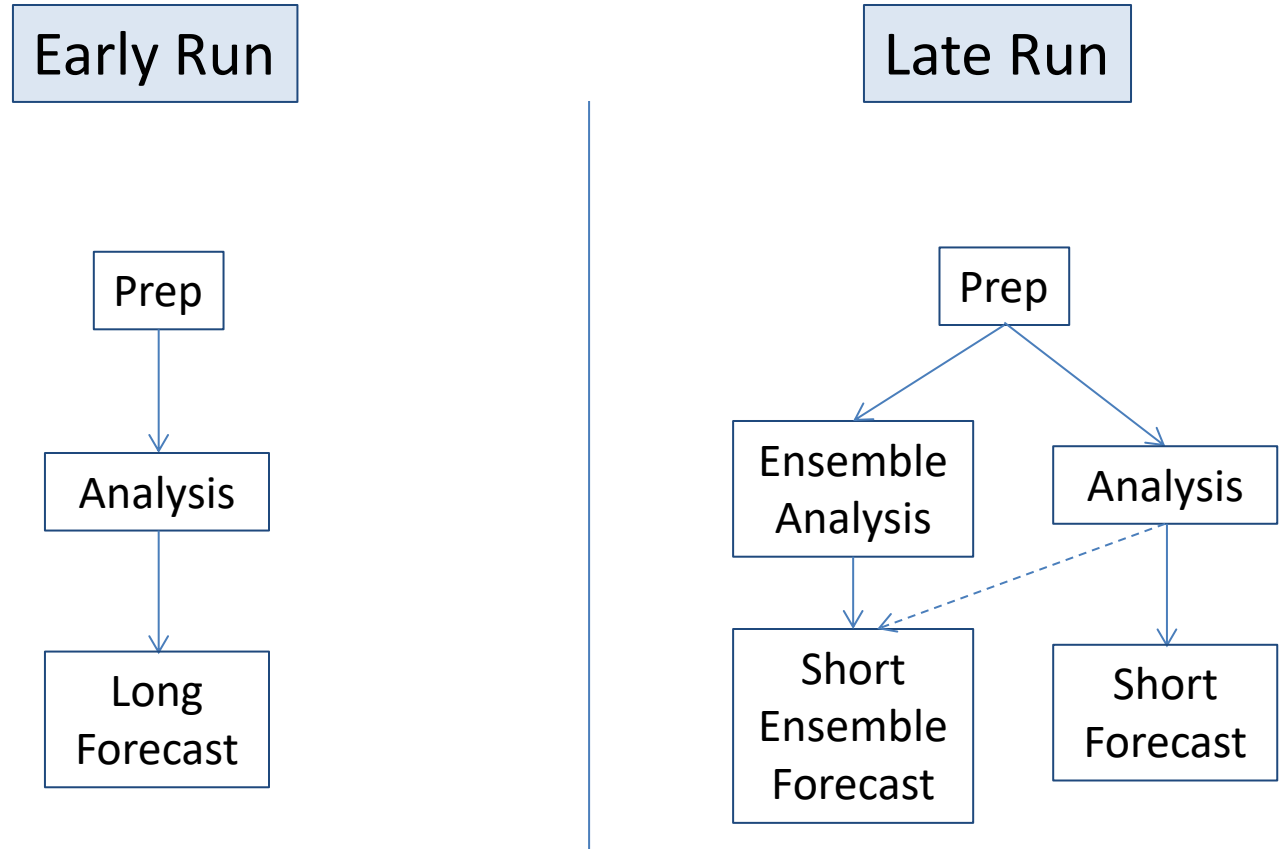 Early Run
Late Run
Prep
Analysis
Long
Forecast
Prep
Ensemble
Analysis
Analysis
Short
Ensemble
Forecast
Short
Forecast